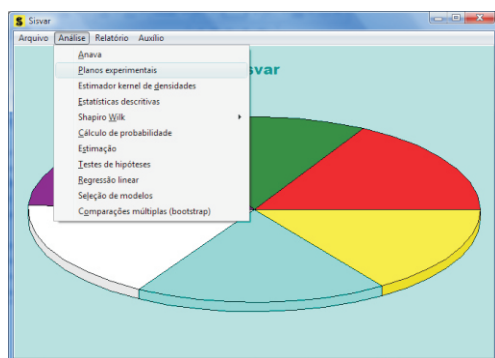 Sisvar
Arquivo Análise Relatório Auxílio
Anava
Planos experimentais
Estimador kernel de densidades
Estatísticas descritivas
Shapiro Wilk
Cálculo de probabilidade
Estimação
Testes de hipóteses
Regressão linear
Seleção de modelos
Comparações múltiplas (bootstrap)
svar